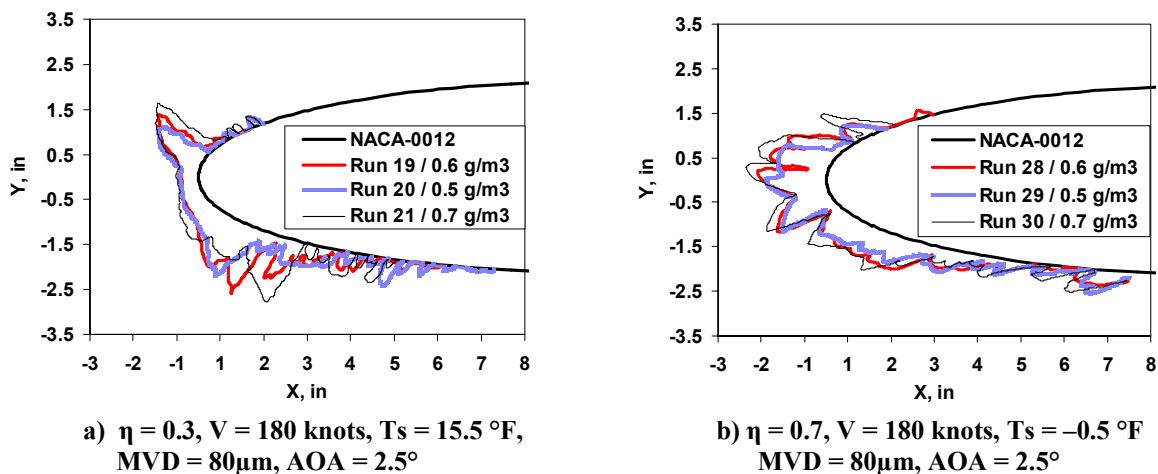 3.5
2.5
1.5
0.5
-0.5
-1.5
-2.5
-3.5
Y, in
-3 -2 -1 0 1 2 3 4 5 6 7 8
X, in
NACA-0012
Run 19 / 0.6 g/m3
Run 20 / 0.5 g/m3
Run 21 / 0.7 g/m3
a) η = 0.3, V = 180 knots, Ts = 15.5 °F,
MVD = 80µm, AOA = 2.5°
3.5
2.5
1.5
0.5
-0.5
-1.5
-2.5
-3.5
Y, in
-3 -2 -1 0 1 2 3 4 5 6 7 8
X, in
NACA-0012
Run 28 / 0.6 g/m3
Run 29 / 0.5 g/m3
Run 30 / 0.7 g/m3
b) η = 0.7, V = 180 knots, Ts = –0.5 °F
MVD = 80µm, AOA = 2.5°